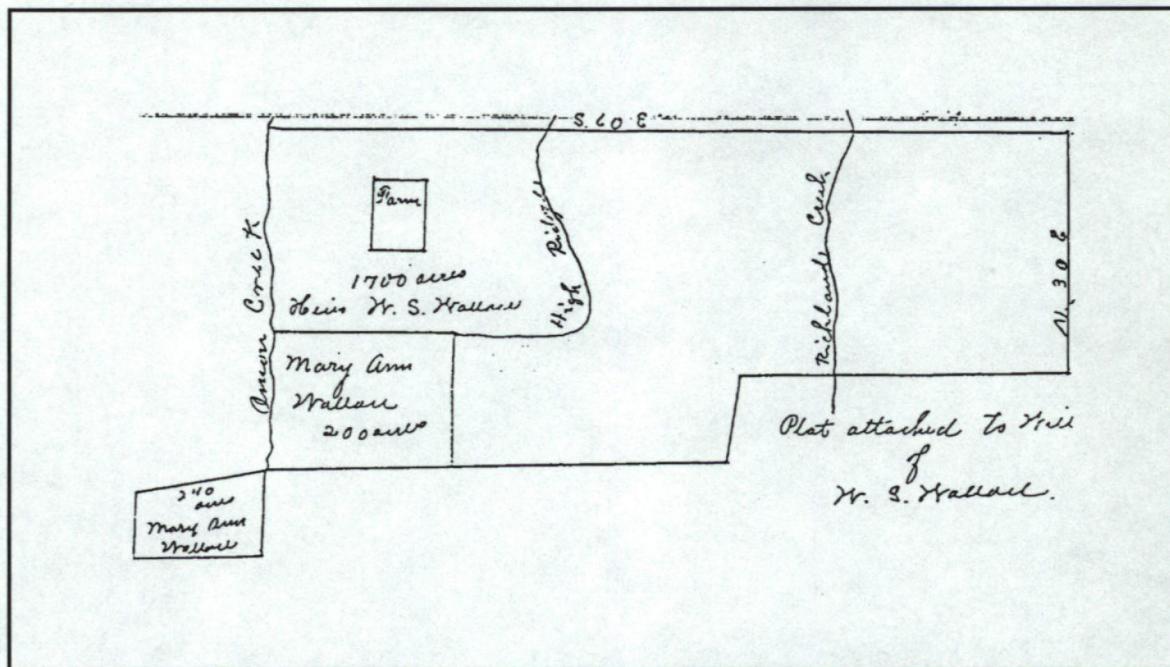 S. 60 E
Farm
1700 acres
Heirs W. S. Wallace
High Ridge
Creek
Richlands Creek
N. 30 E
Mary Ann
Wallace
200 acres
Plat attached to Will
of
W. S. Wallace.
240
acres
Mary Ann
Wallace